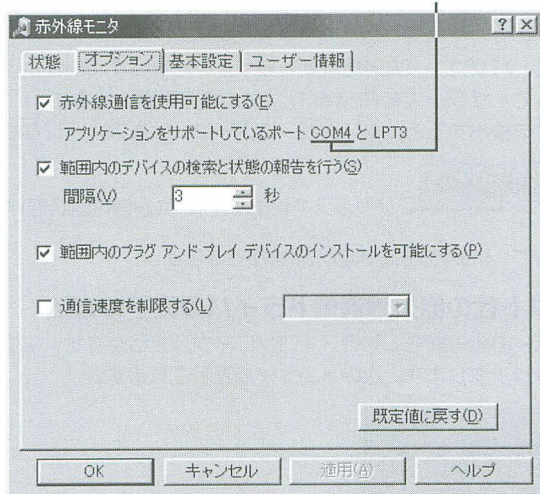 赤外線モニタ
状態 オプション 基本設定 ユーザー情報
赤外線通信を使用可能にする(E)
アプリケーションをサポートしているポート COM4 と LPT3
範囲内のデバイスの検索と状態の報告を行う(S)
間隔(V) 3 秒
範囲内のプラグ アンド プレイ デバイスのインストールを可能にする(P)
通信速度を制限する(L)
既定値に戻す(D)
OK キャンセル 適用(A) ヘルプ